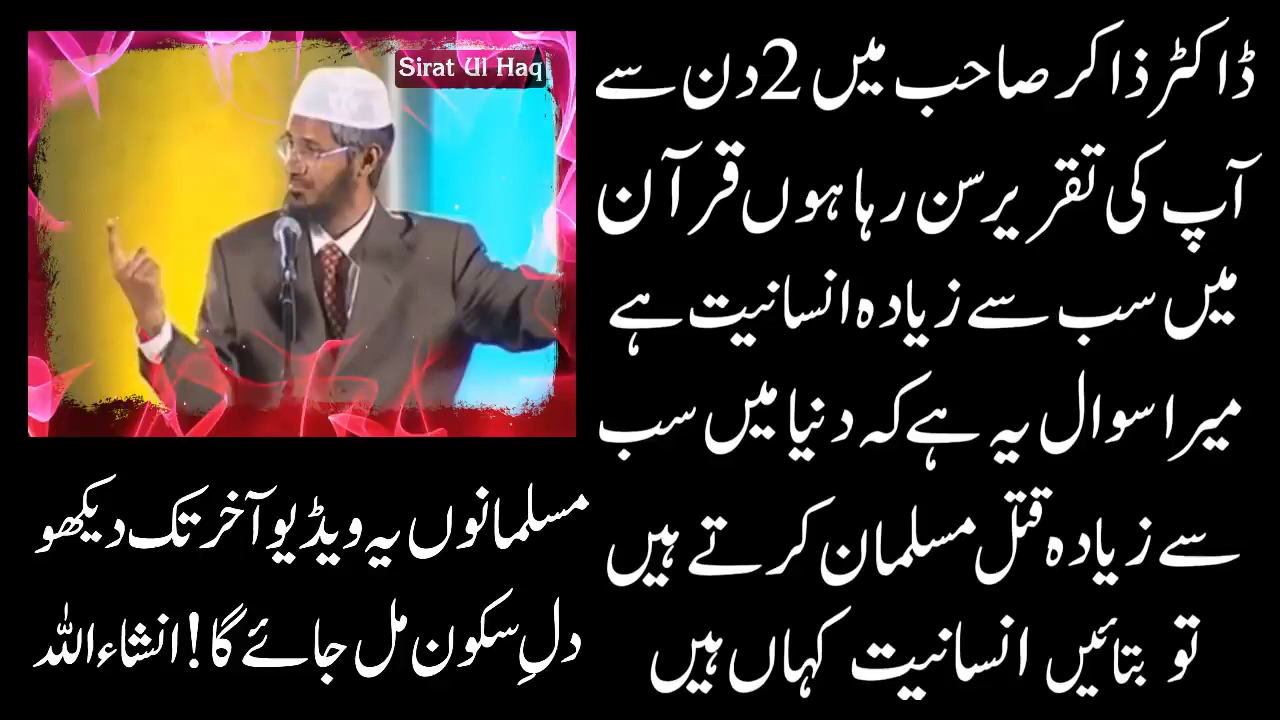 Sirat Ul Haq
ڈاکٹر ذاکر صاحب میں 2 دن سے
آپ کی تقریر سن رہا ہوں قرآن
میں سب سے زیادہ انسانیت ہے
میرا سوال یہ ہے کہ دنیا میں سب
سے زیادہ قتل مسلمان کرتے ہیں
تو بتائیں انسانیت کہاں ہیں
مسلمانوں یہ ویڈیو آخر تک دیکھو
دلِ سکون مل جائے گا! انشاءاللہ